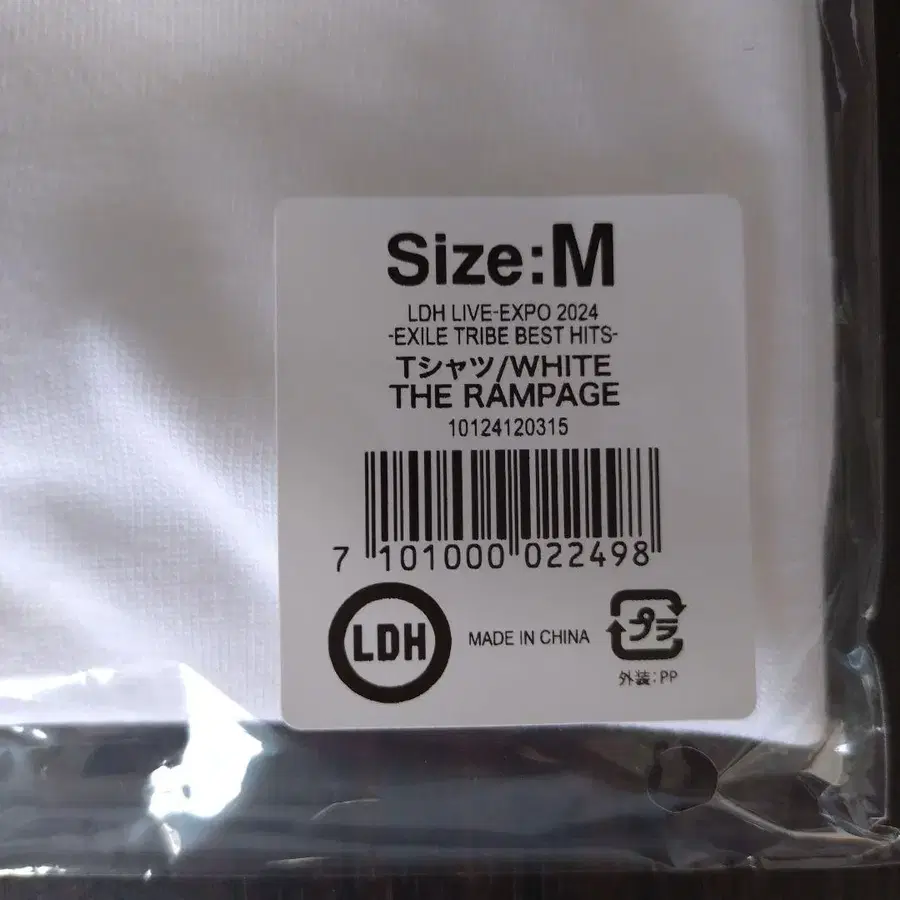 Size:M
LDH LIVE-EXPO 2024
-EXILE TRIBE BEST HITS-
Tシャツ/WHITE
THE RAMPAGE
10124120315
7 101000 022498
LDH
MADE IN CHINA
プラ
外装:PP